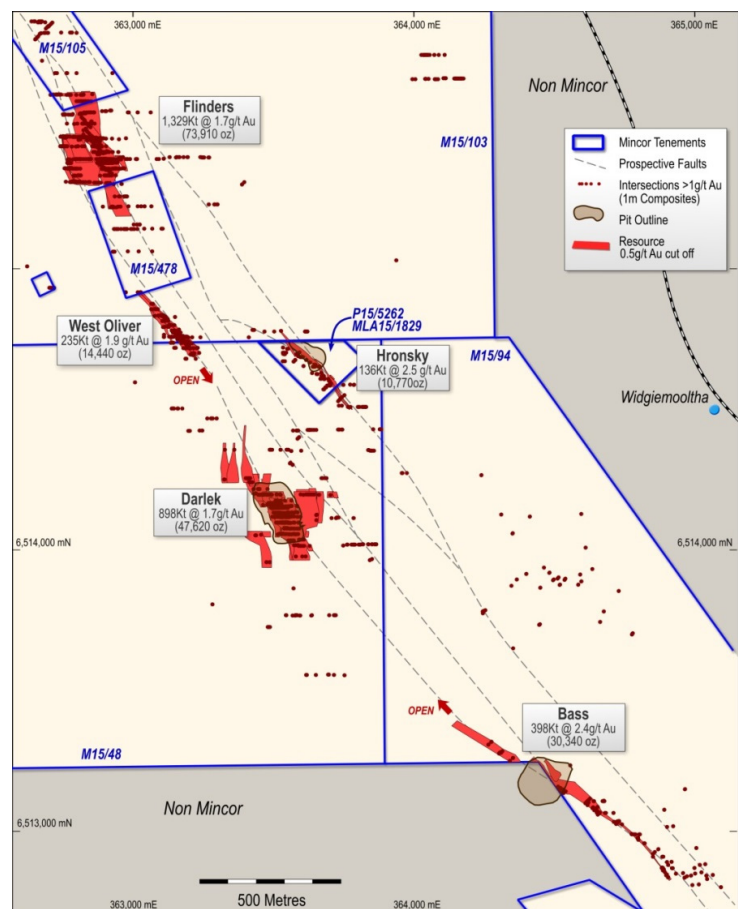 363,000 mE
364,000 mE
365,000 mE
M15/105
Non Mincor
Flinders
1,329Kt @ 1.7g/t Au
(73,910 oz)
M15/103
Mincor Tenements
Prospective Faults
Intersections >1g/t Au
(1m Composites)
Pit Outline
Resource
0.5g/t Au cut off
M15/478
P15/5262
MLA15/1829
West Oliver
235Kt @ 1.9 g/t Au
(14,440 oz)
OPEN
Hronsky
136Kt @ 2.5 g/t Au
(10,770oz)
M15/94
Widgiemooltha
Darlek
898Kt @ 1.7g/t Au
(47,620 oz)
6,514,000 mN
6,514,000 mN
OPEN
Bass
398Kt @ 2.4g/t Au
(30,340 oz)
M15/48
Non Mincor
6,513,000 mN
500 Metres
363,000 mE
364,000 mE